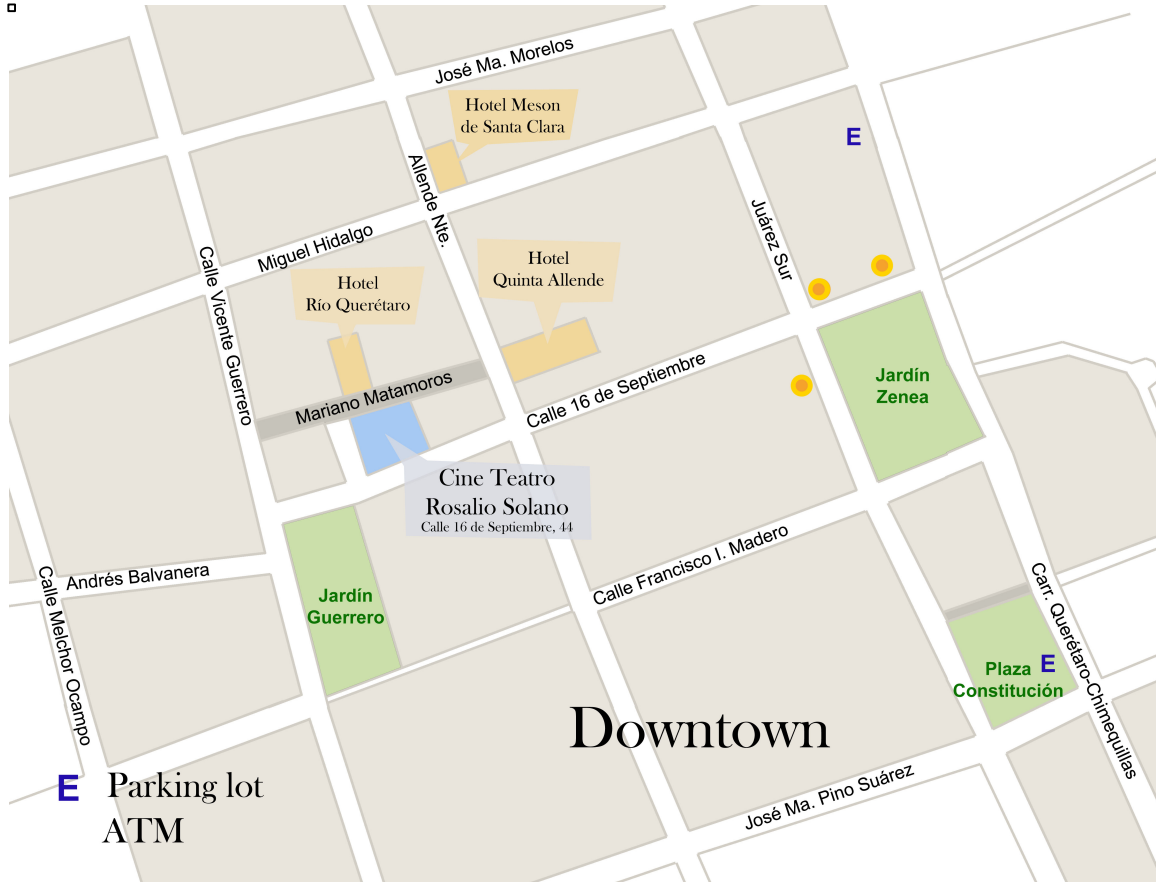 José Ma. Morelos
Hotel Meson
de Santa Clara
E
Allende Nte.
Juárez Sur
Miguel Hidalgo
Calle Vicente Guerrero
Hotel
Quinta Allende
Hotel
Río Querétaro
Mariano Matamoros
Calle 16 de Septiembre
Jardín
Zenea
Cine Teatro
Rosalio Solano
Calle 16 de Septiembre, 44
Calle Francisco I. Madero
Andrés Balvanera
Calle Melchor Ocampo
Jardín
Guerrero
Carr. Querétaro-Chimequillas
E
Plaza
Constitución
Downtown
José Ma. Pino Suárez
E Parking lot
ATM